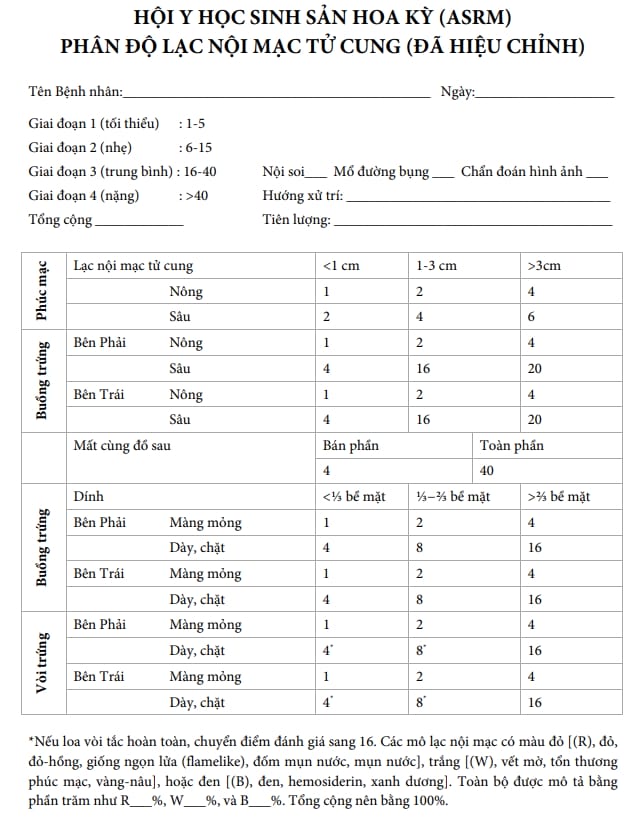 HỘI Y HỌC SINH SẢN HOA KỲ (ASRM)
PHÂN ĐỘ LẠC NỘI MẠC TỬ CUNG (ĐÃ HIỆU CHỈNH)
Tên Bệnh nhân:____________________ Ngày:____________________
Giai đoạn 1 (tối thiểu) : 1-5
Giai đoạn 2 (nhẹ) : 6-15
Giai đoạn 3 (trung bình) : 16-40 Nội soi___ Mổ đường bụng ___ Chẩn đoán hình ảnh ___
Giai đoạn 4 (nặng) : >40 Hướng xử trí: ____________________
Tổng cộng ____________ Tiên lượng: ____________________
Phúc mạc
Lạc nội mạc tử cung <1 cm 1-3 cm >3cm
Nông 1 2 4
Sâu 2 4 6
Buồng trứng
Bên Phải Nông 1 2 4
Sâu 4 16 20
Bên Trái Nông 1 2 4
Sâu 4 16 20
Mất cùng đồ sau Bán phần Toàn phần
4 40
Buồng trứng
Dính <⅓ bề mặt ⅓–⅔ bề mặt >⅔ bề mặt
Bên Phải Màng mỏng 1 2 4
Dày, chặt 4 8 16
Bên Trái Màng mỏng 1 2 4
Dày, chặt 4 8 16
Vòi trứng
Bên Phải Màng mỏng 1 2 4
Dày, chặt 4* 8* 16
Bên Trái Màng mỏng 1 2 4
Dày, chặt 4* 8* 16
*Nếu loa vòi tắc hoàn toàn, chuyển điểm đánh giá sang 16. Các mô lạc nội mạc có màu đỏ [(R), đỏ,
đỏ-hồng, giống ngọn lửa (flamelike), đốm mụn nước, mụn nước], trắng [(W), vết mờ, tổn thương
phúc mạc, vàng-nâu], hoặc đen [(B), đen, hemosiderin, xanh dương]. Toàn bộ được mô tả bằng
phần trăm như R___%, W___%, và B___%. Tổng cộng nên bằng 100%.